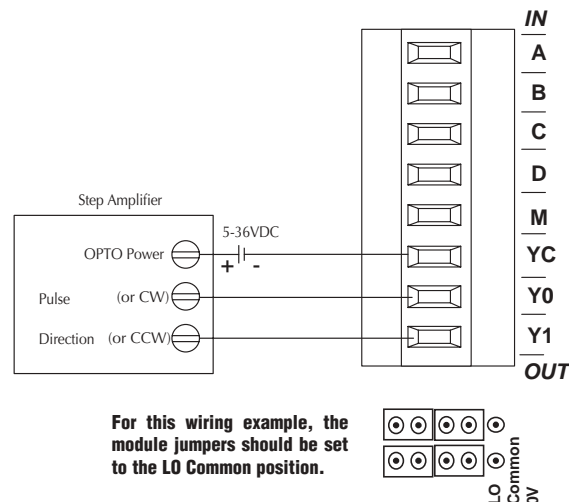 IN
A
B
C
D
M
YC
Y0
Y1
OUT
Step Amplifier
5-36VDC
OPTO Power
+ -
Pulse (or CW)
Direction (or CCW)
For this wiring example, the
module jumpers should be set
to the LO Common position.
LO
Common
0V